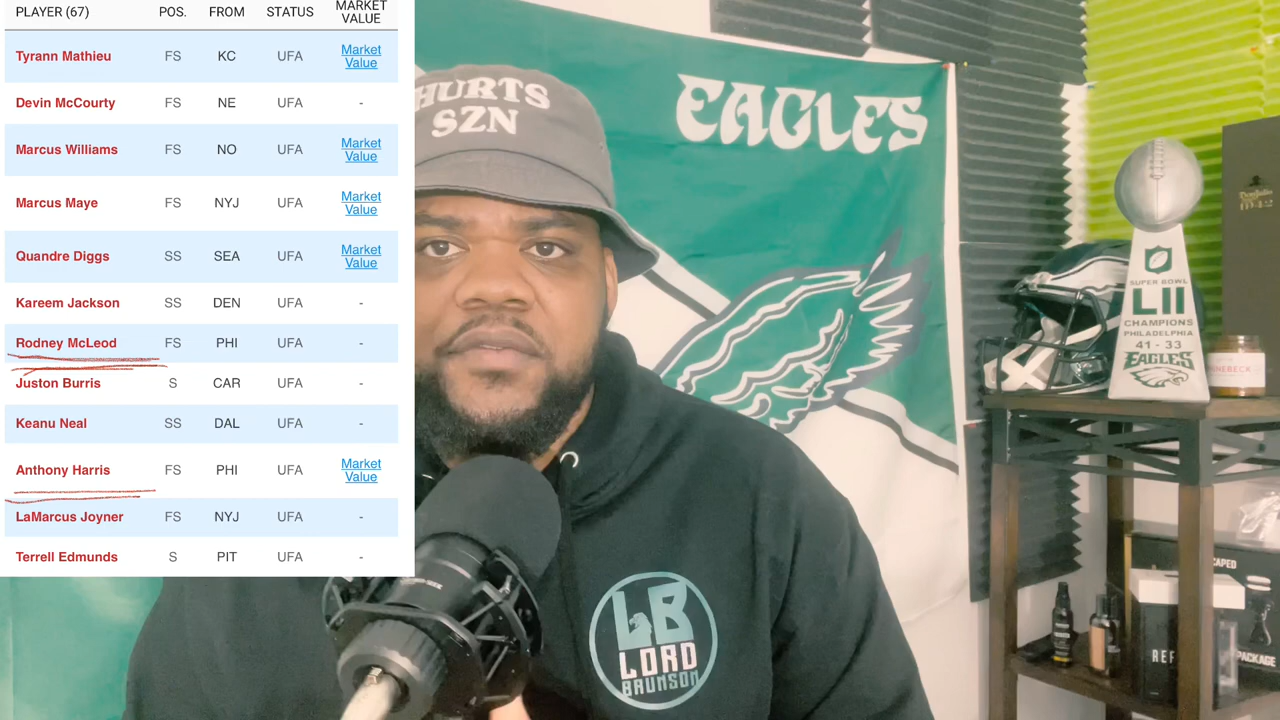 PLAYER (67) POS. FROM STATUS MARKET VALUE
Tyrann Mathieu FS KC UFA Market Value
Devin McCourty FS NE UFA -
Marcus Williams FS NO UFA Market Value
Marcus Maye FS NYJ UFA Market Value
Quandre Diggs SS SEA UFA Market Value
Kareem Jackson SS DEN UFA -
Rodney McLeod FS PHI UFA -
Juston Burris S CAR UFA -
Keanu Neal SS DAL UFA -
Anthony Harris FS PHI UFA Market Value
LaMarcus Joyner FS NYJ UFA -
Terrell Edmunds S PIT UFA -
HURTS
SZN
EAGLES
LB
LORD
BRUNSON
SUPER BOWL
LII
CHAMPIONS
PHILADELPHIA
41 - 33
EAGLES
PACKAGE